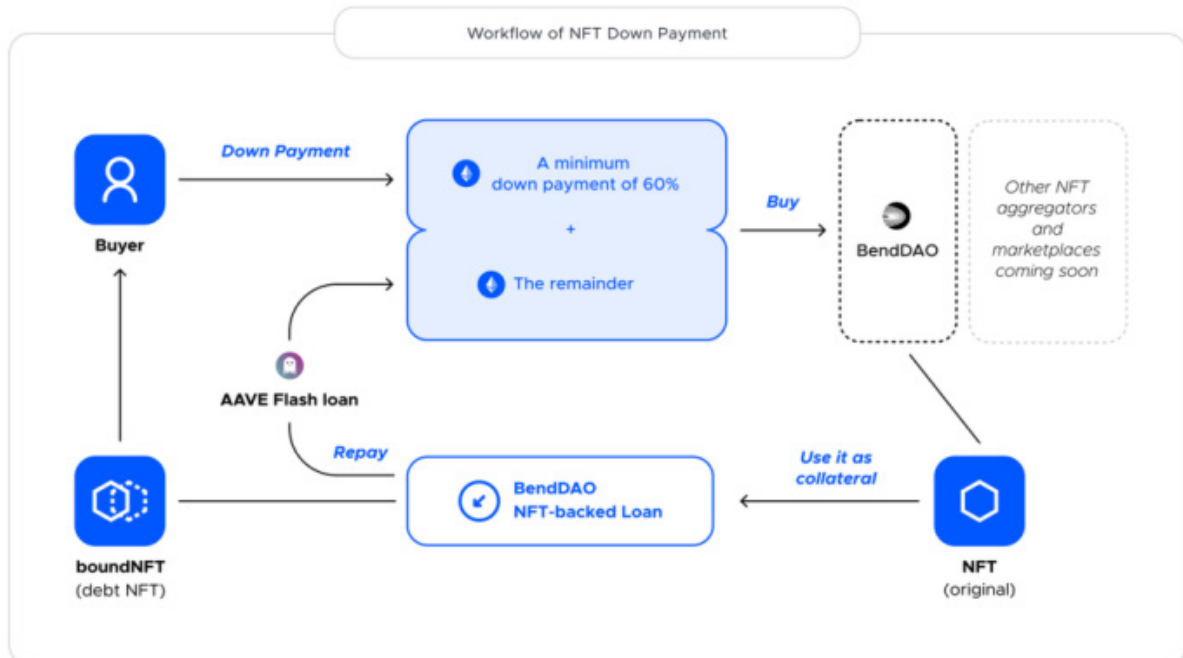 Workflow of NFT Down Payment
Down Payment
A minimum
down payment of 60%
+
The remainder
Buy
BendDAO
Other NFT
aggregators
and
marketplaces
coming soon
Buyer
AAVE Flash loan
Repay
BendDAO
NFT-backed Loan
Use it as
collateral
boundNFT
(debt NFT)
NFT
(original)